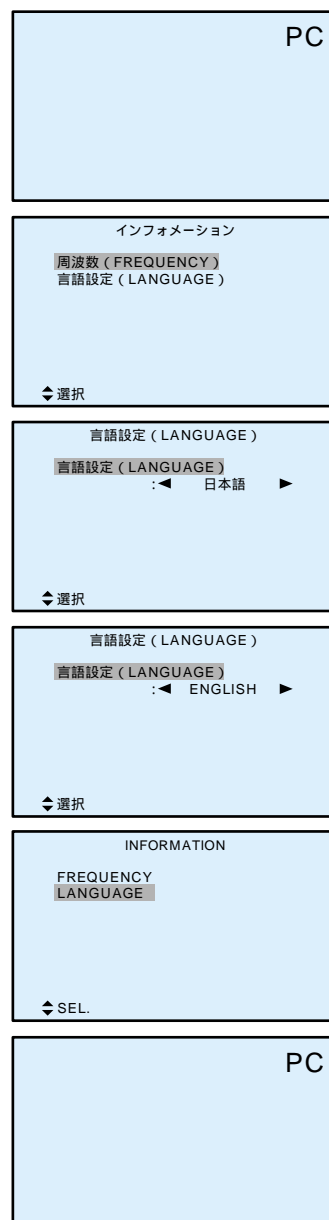 PC
インフォメーション
周波数 ( FREQUENCY )
言語設定 ( LANGUAGE )
選択
言語設定 ( LANGUAGE )
言語設定 ( LANGUAGE )
:◀ 日本語 ▶
選択
言語設定 ( LANGUAGE )
言語設定 ( LANGUAGE )
:◀ ENGLISH ▶
選択
INFORMATION
FREQUENCY
LANGUAGE
SEL.
PC